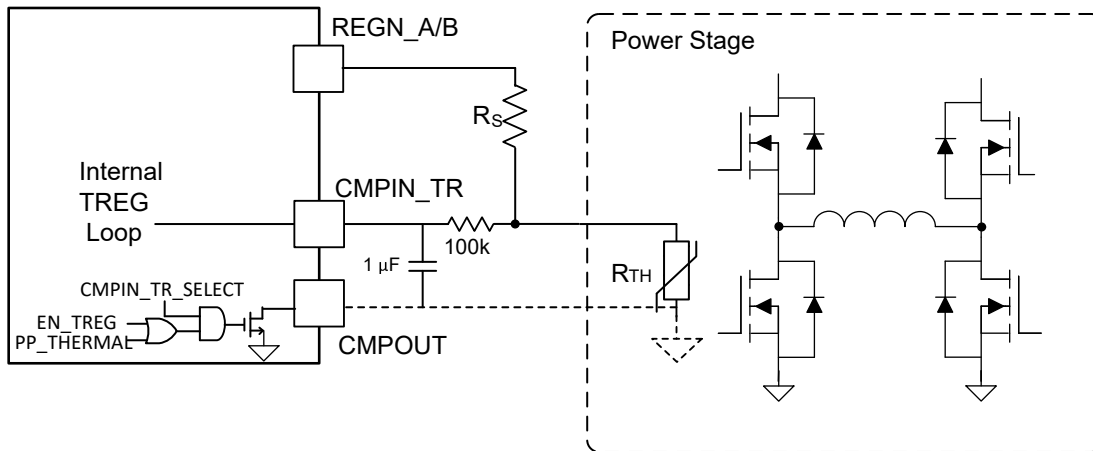 REGN_A/B
Power Stage
RS
Internal
TREG
Loop
CMPIN_TR
100k
1 µF
RTH
CMPIN_TR_SELECT
EN_TREG
PP_THERMAL
CMPOUT